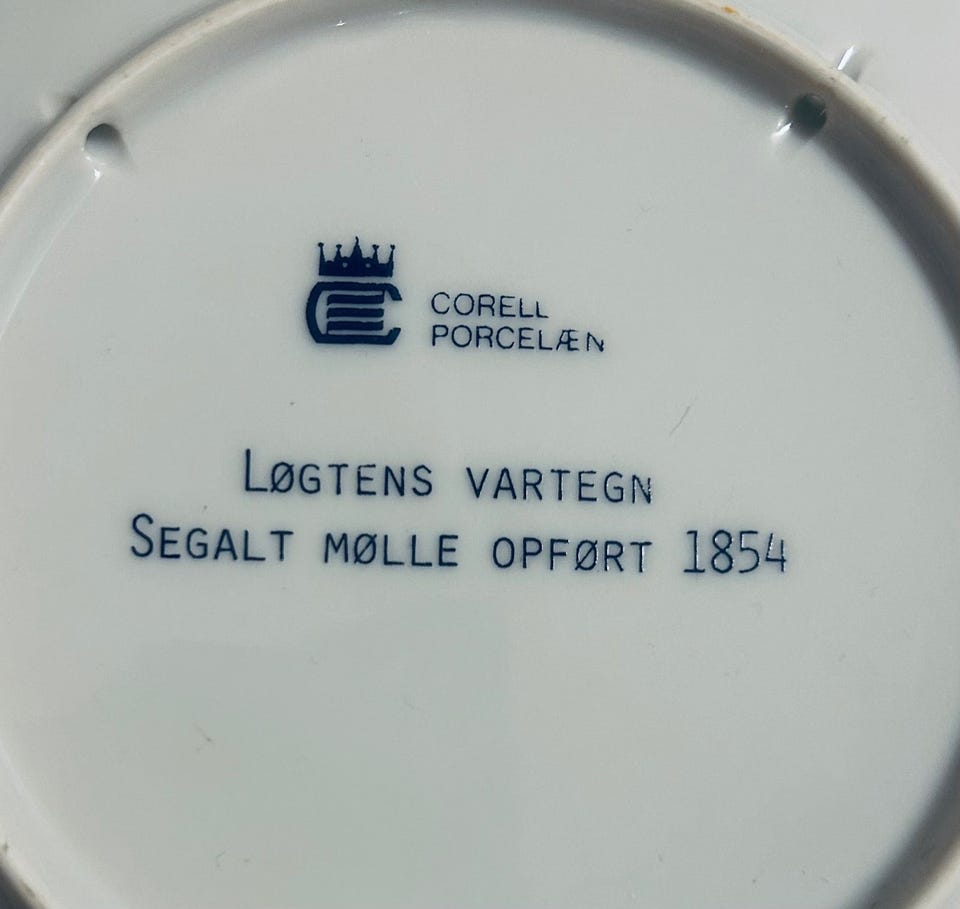 CORELL
PORCELÆN
LØGTENS VARTEGN
SEGALT MØLLE OPFØRT 1854